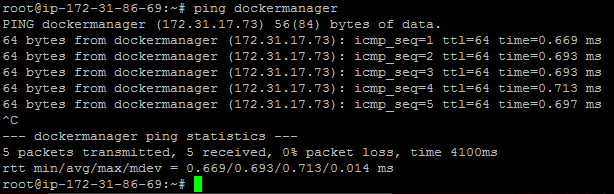 root@ip-172-31-86-69:~# ping dockermanager
PING dockermanager (172.31.17.73) 56(84) bytes of data.
64 bytes from dockermanager (172.31.17.73): icmp_seq=1 ttl=64 time=0.669 ms
64 bytes from dockermanager (172.31.17.73): icmp_seq=2 ttl=64 time=0.693 ms
64 bytes from dockermanager (172.31.17.73): icmp_seq=3 ttl=64 time=0.693 ms
64 bytes from dockermanager (172.31.17.73): icmp_seq=4 ttl=64 time=0.713 ms
64 bytes from dockermanager (172.31.17.73): icmp_seq=5 ttl=64 time=0.697 ms
^C
--- dockermanager ping statistics ---
5 packets transmitted, 5 received, 0% packet loss, time 4100ms
rtt min/avg/max/mdev = 0.669/0.693/0.713/0.014 ms
root@ip-172-31-86-69:~#